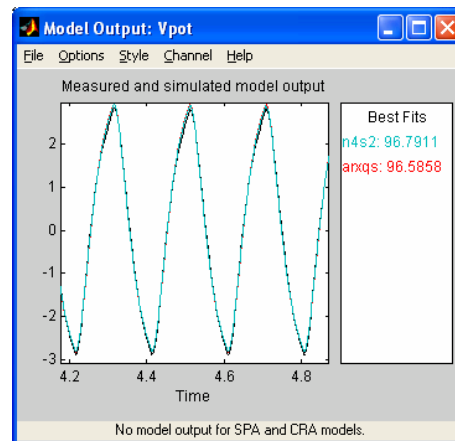 Model Output: Vpot
File Options Style Channel Help
Measured and simulated model output
2
1
0
-1
-2
-3
4.2 4.4 4.6 4.8
Time
Best Fits
n4s2: 96.7911
arxqs: 96.5858
No model output for SPA and CRA models.